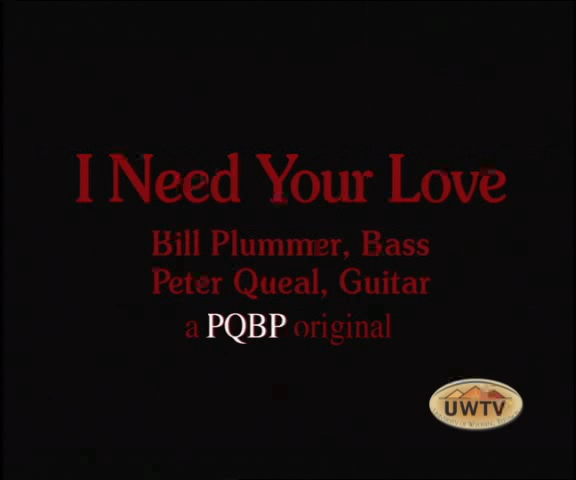 I Need Your Love
Bill Plummer, Bass
Peter Queal, Guitar
a PQBP original
UWTV